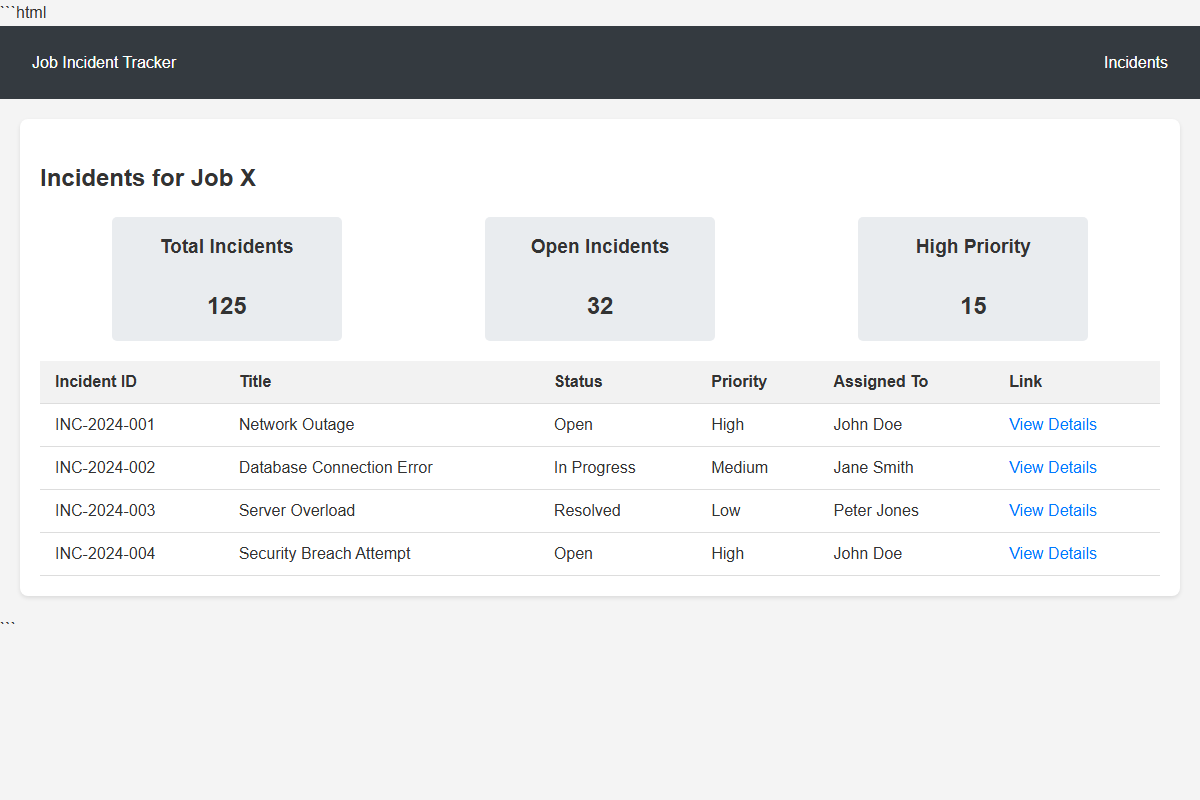 ```html
Job Incident Tracker Incidents
Incidents for Job X
Total Incidents Open Incidents High Priority
125 32 15
Incident ID Title Status Priority Assigned To Link
INC-2024-001 Network Outage Open High John Doe View Details
INC-2024-002 Database Connection Error In Progress Medium Jane Smith View Details
INC-2024-003 Server Overload Resolved Low Peter Jones View Details
INC-2024-004 Security Breach Attempt Open High John Doe View Details
```